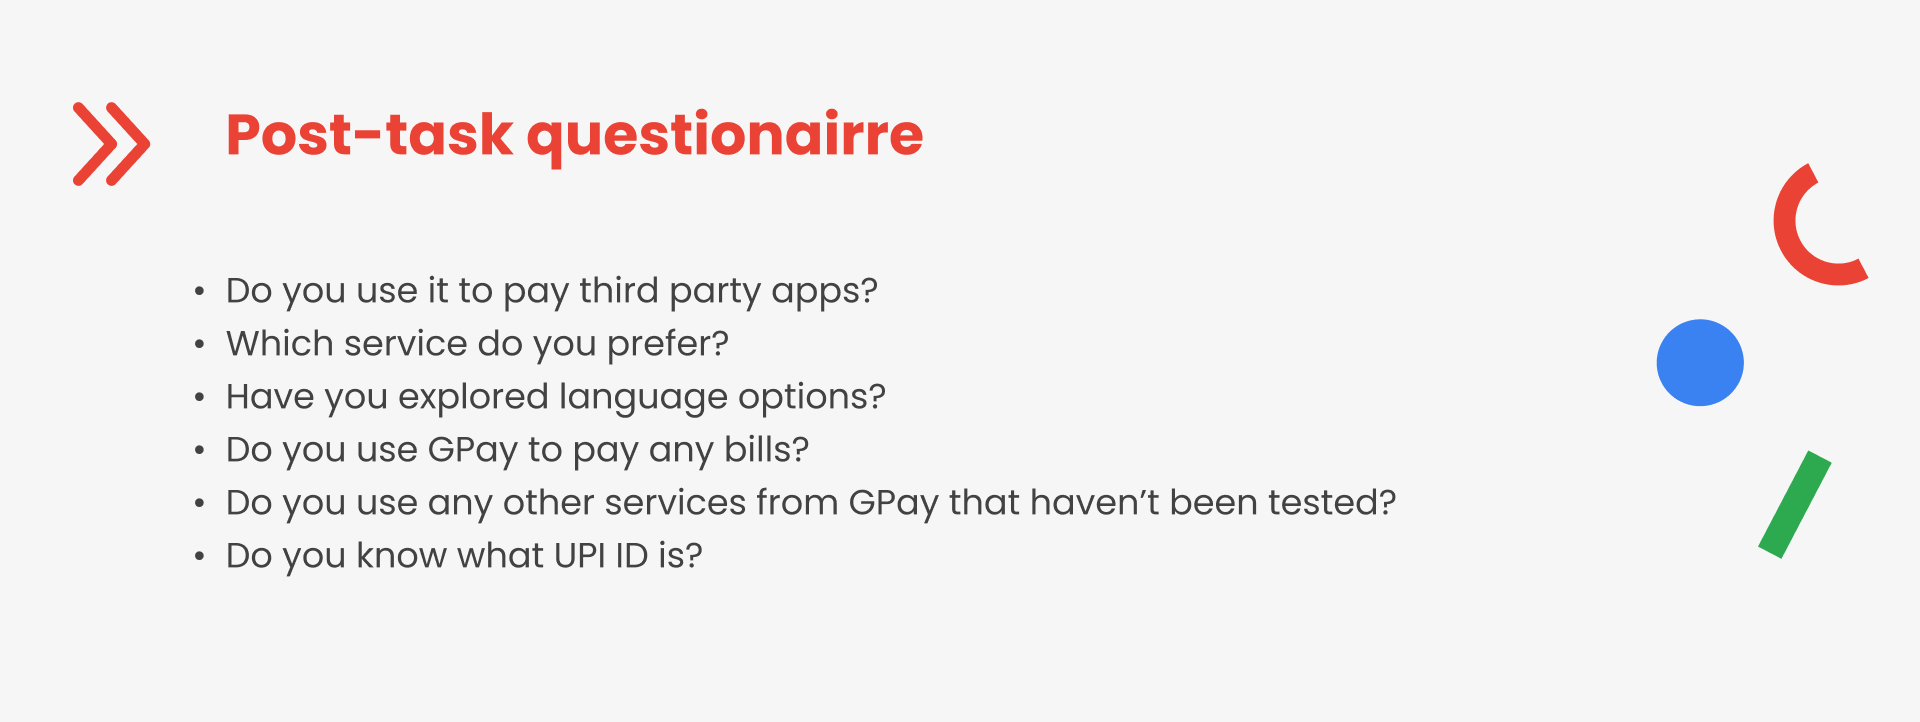 Post-task questionairre
• Do you use it to pay third party apps?
• Which service do you prefer?
• Have you explored language options?
• Do you use GPay to pay any bills?
• Do you use any other services from GPay that haven’t been tested?
• Do you know what UPI ID is?